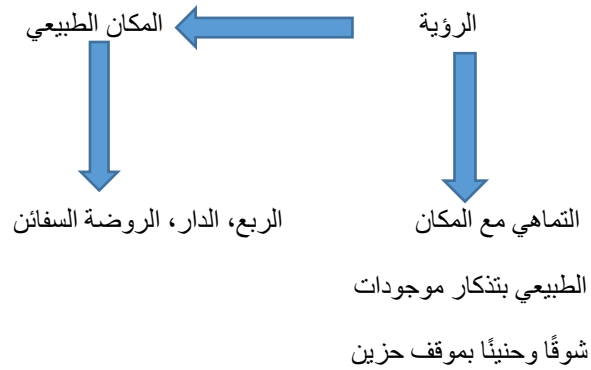 الرؤية
المكان الطبيعي
التماهي مع المكان
الطبيعي بتذكار موجودات
شوقًا وحنينًا بموقف حزين
الربع، الدار، الروضة السفائن